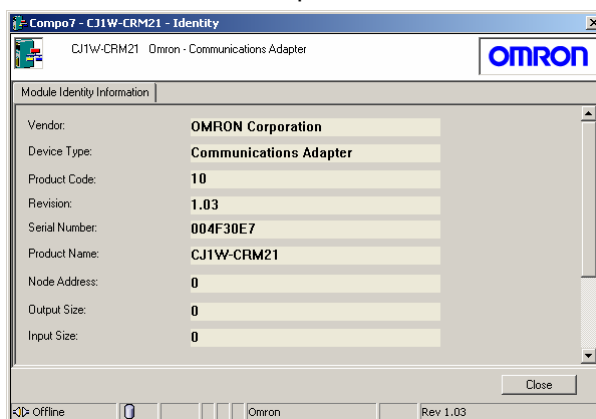 Compo7 - CJ1W-CRM21 - Identity
CJ1W-CRM21 Omron - Communications Adapter
OMRON
Module Identity Information
Vendor: OMRON Corporation
Device Type: Communications Adapter
Product Code: 10
Revision: 1.03
Serial Number: 004F30E7
Product Name: CJ1W-CRM21
Node Address: 0
Output Size: 0
Input Size: 0
Close
Offline Omron Rev 1.03